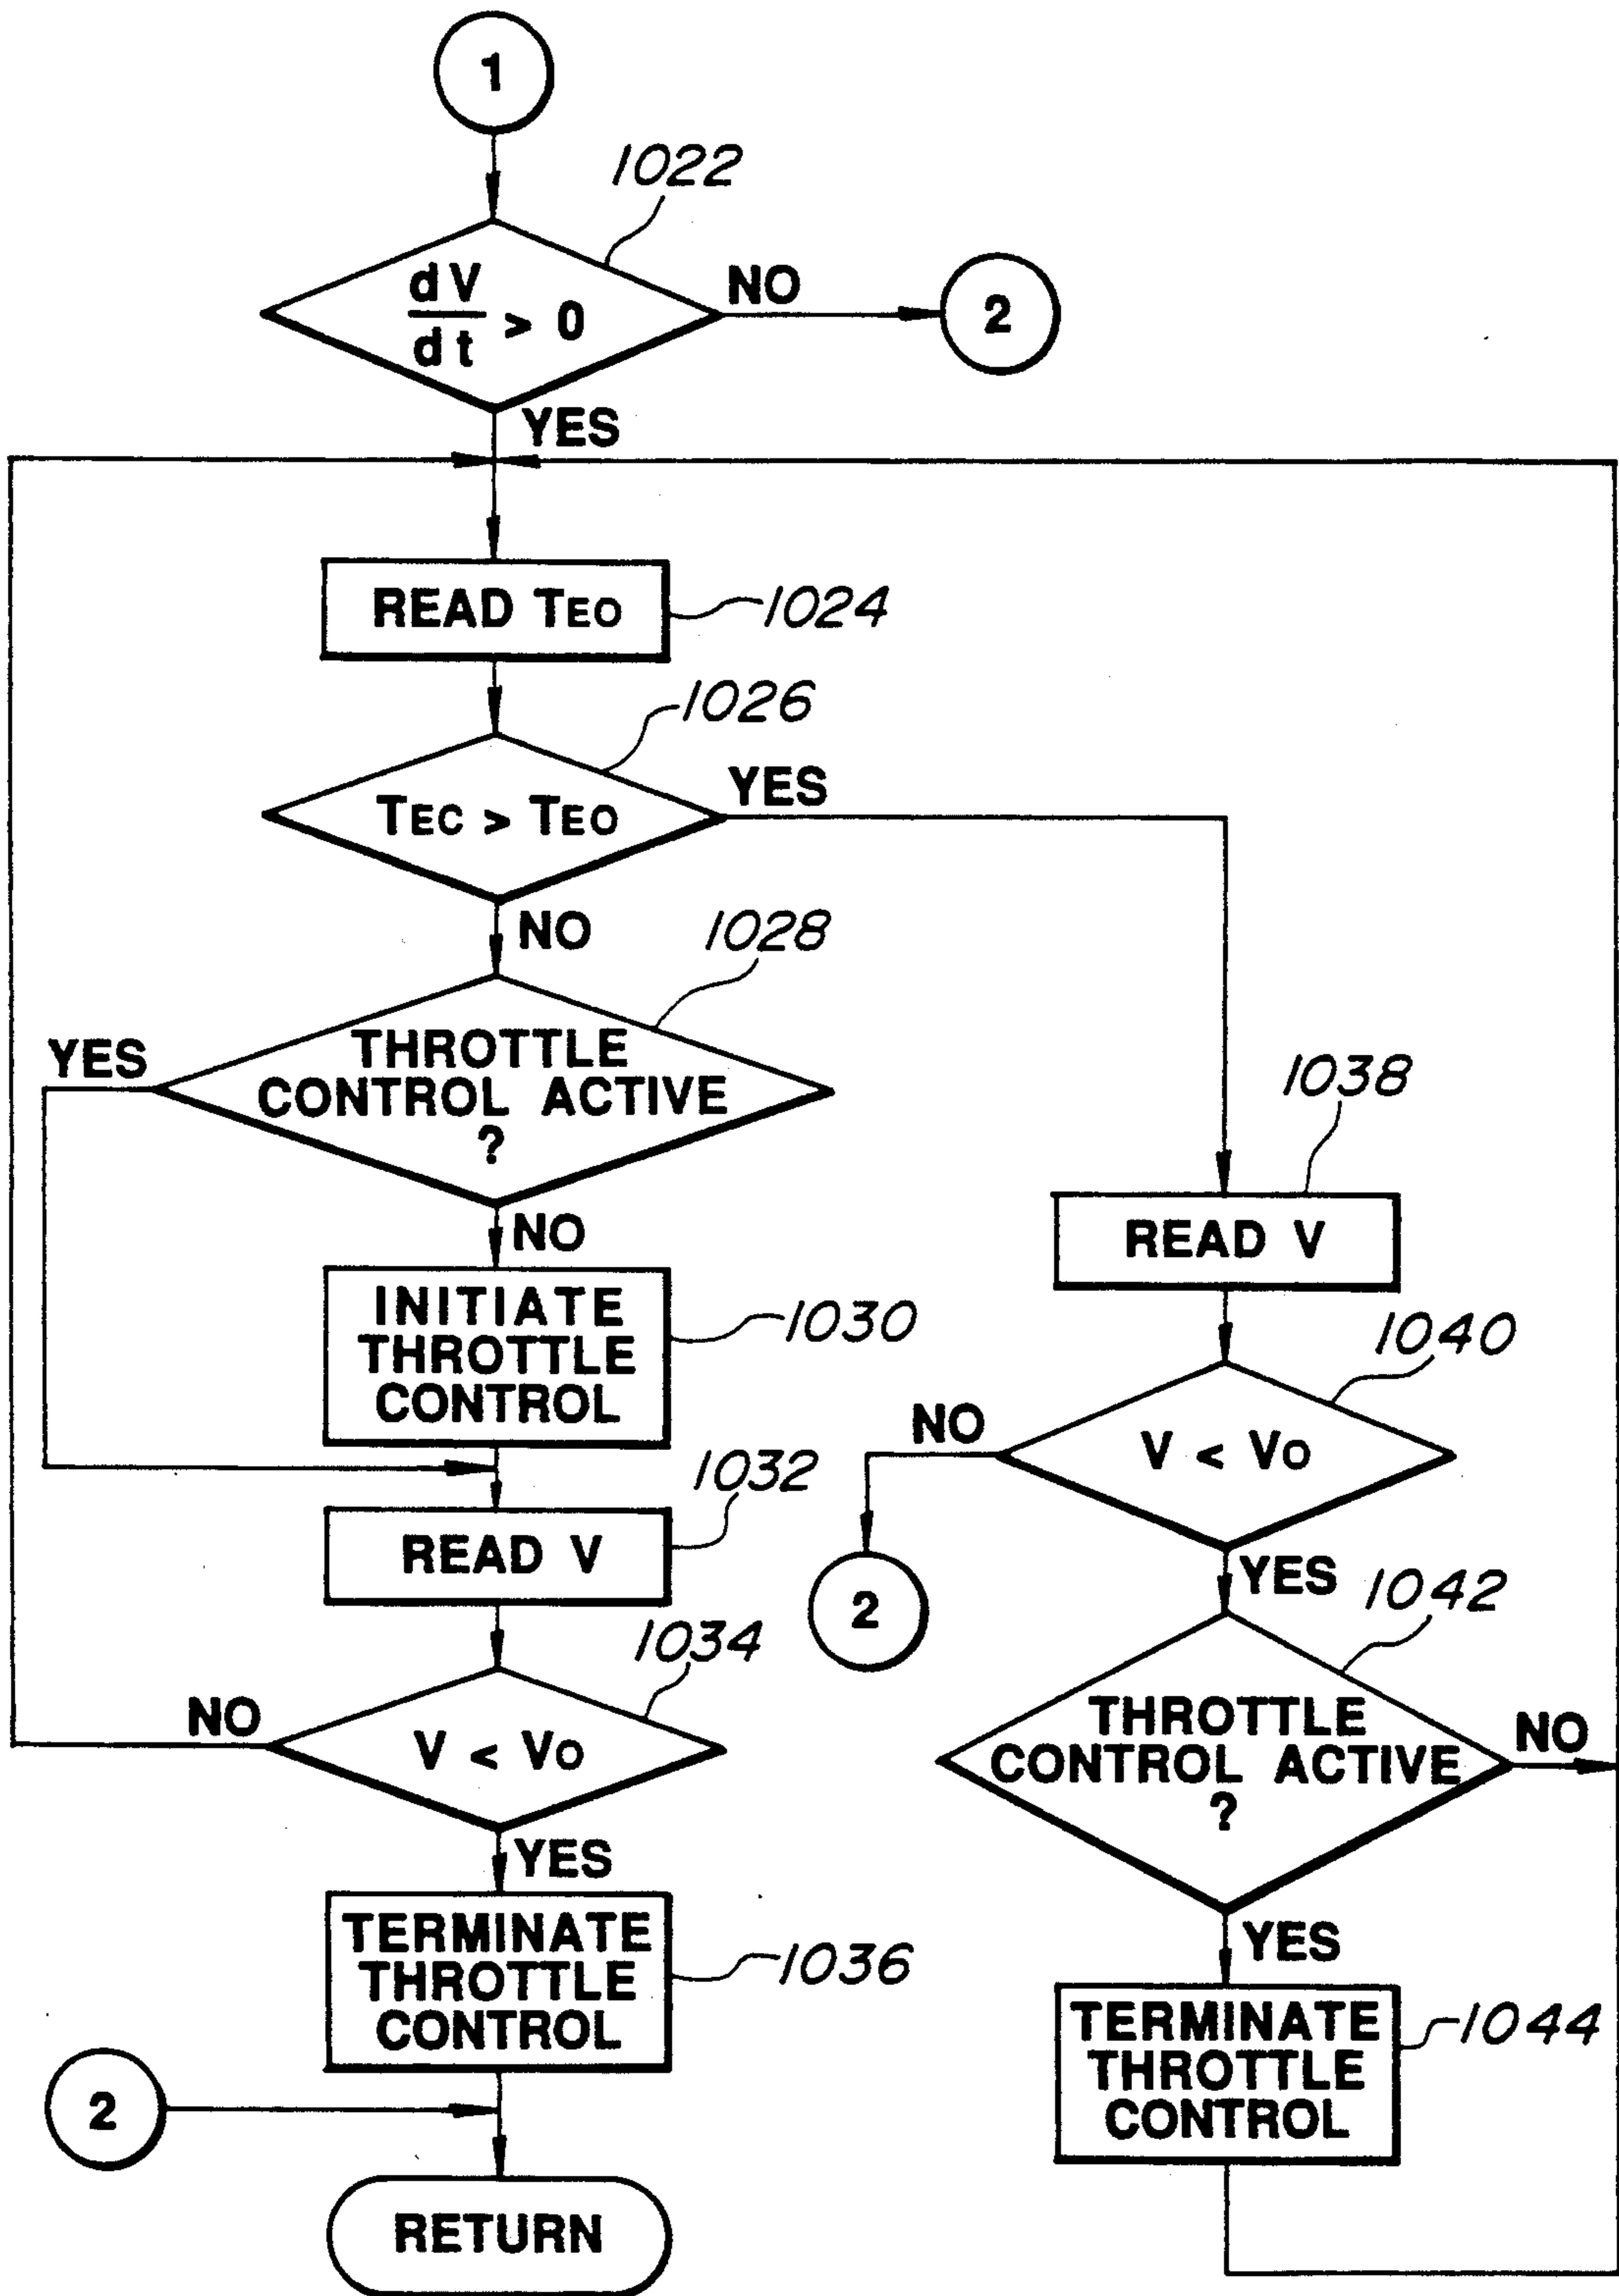 1
1022
dV
dt
> 0
NO
2
YES
READ TEO
1024
1026
TEC > TEO
YES
NO
1028
YES
THROTTLE
CONTROL ACTIVE
?
1038
READ V
NO
INITIATE
THROTTLE
CONTROL
1030
1040
NO
V < VO
1032
READ V
2
YES
1042
1034
NO
V < VO
THROTTLE
CONTROL ACTIVE
?
NO
YES
TERMINATE
THROTTLE
CONTROL
1036
YES
TERMINATE
THROTTLE
CONTROL
1044
2
RETURN